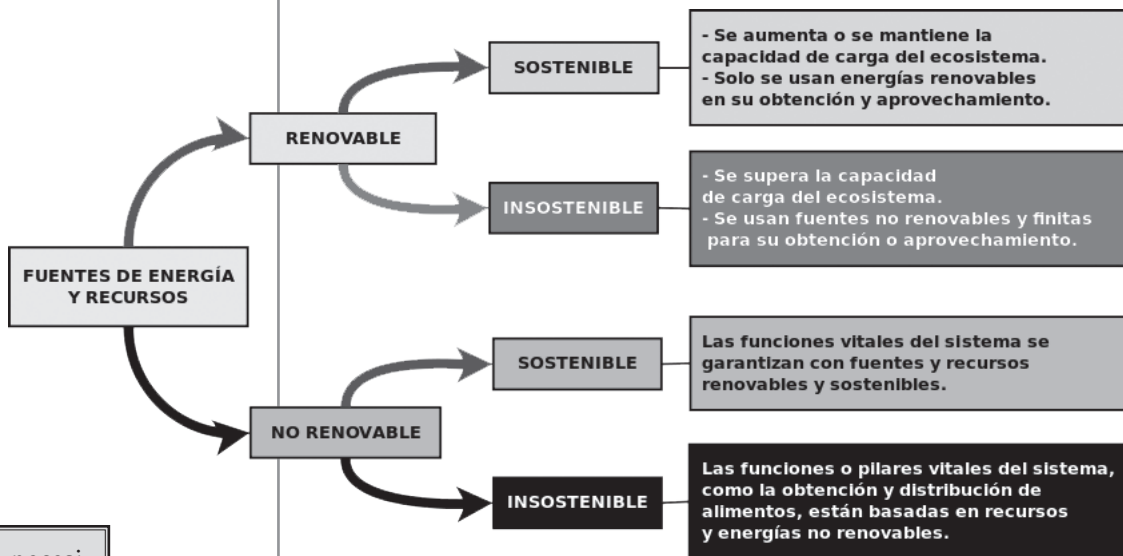 - Se aumenta o se mantiene la
capacidad de carga del ecosistema.
- Solo se usan energías renovables
en su obtención y aprovechamiento.
SOSTENIBLE
RENOVABLE
- Se supera la capacidad
de carga del ecosistema.
- Se usan fuentes no renovables y finitas
para su obtención o aprovechamiento.
INSOSTENIBLE
FUENTES DE ENERGÍA
Y RECURSOS
Las funciones vitales del sistema se
garantizan con fuentes y recursos
renovables y sostenibles.
SOSTENIBLE
NO RENOVABLE
Las funciones o pilares vitales del sistema,
como la obtención y distribución de
alimentos, están basadas en recursos
y energías no renovables.
INSOSTENIBLE